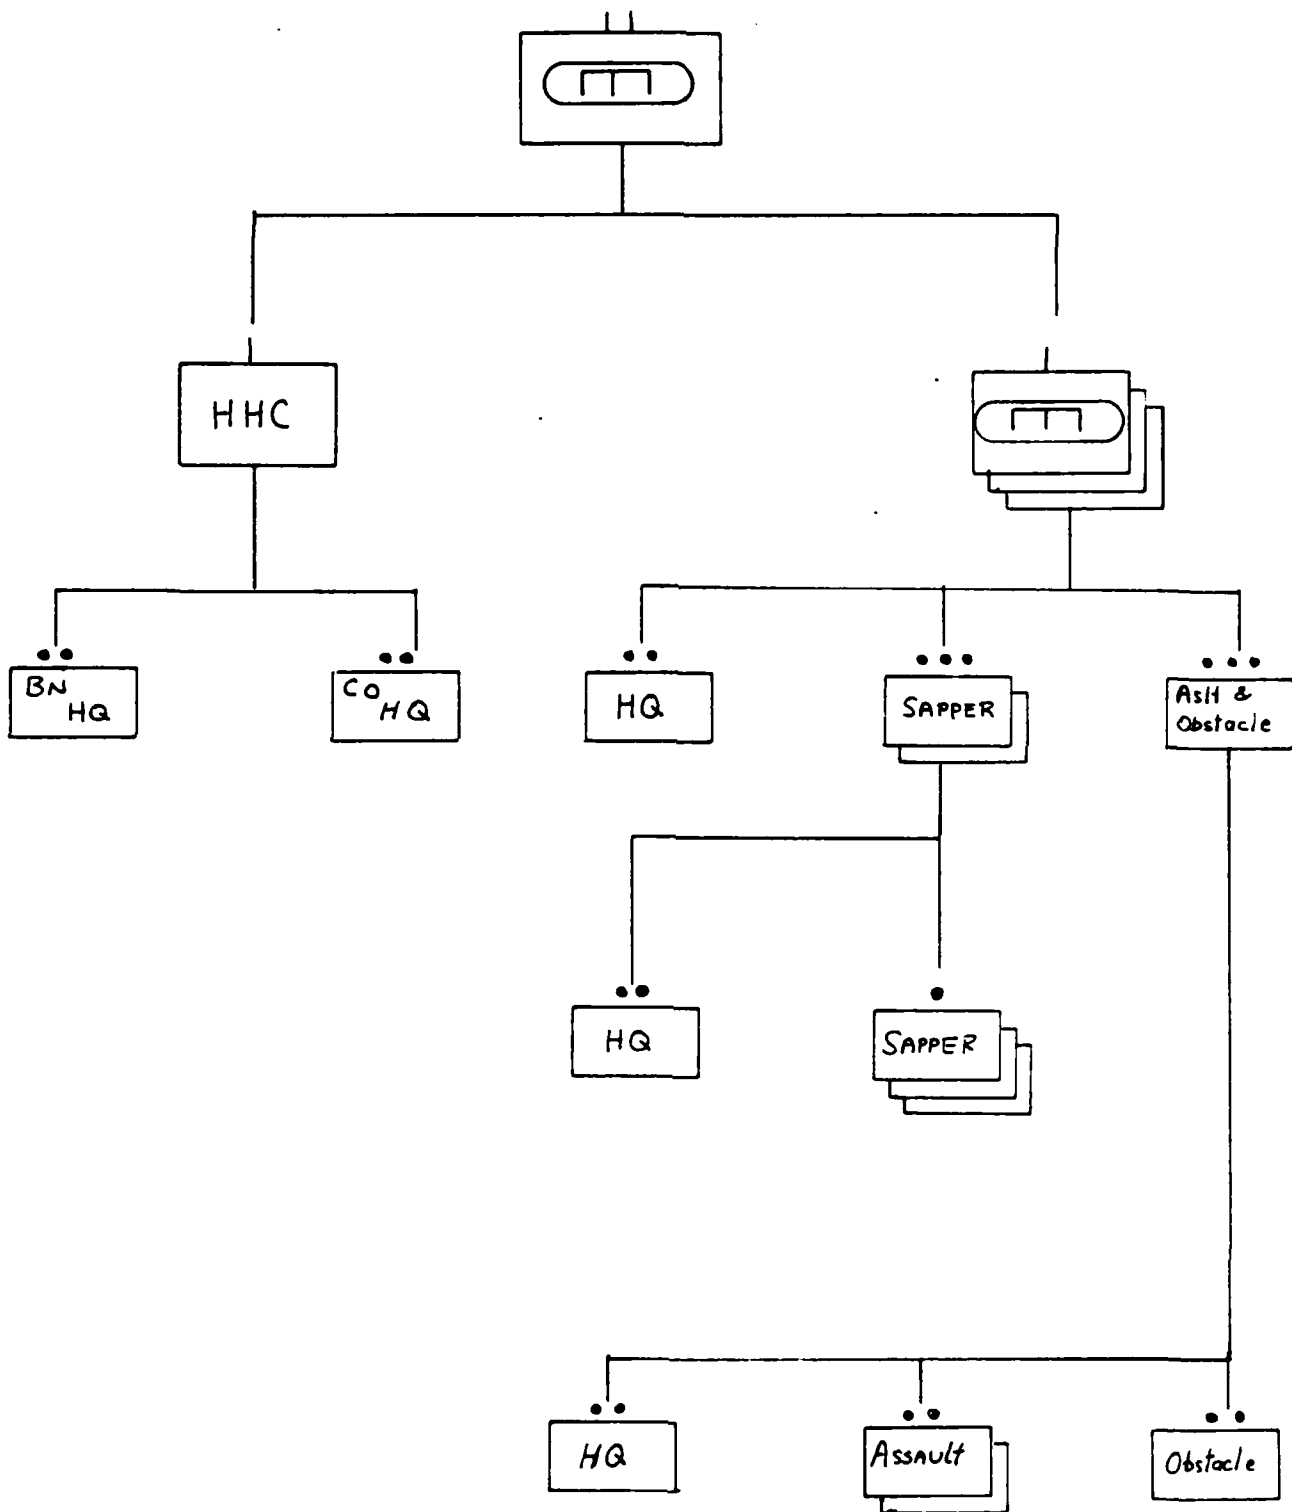 HHC
BN
HQ
CO
HQ
HQ
SAPPER
AslT &
Obstacle
HQ
SAPPER
HQ
ASSAUlt
Obstacle